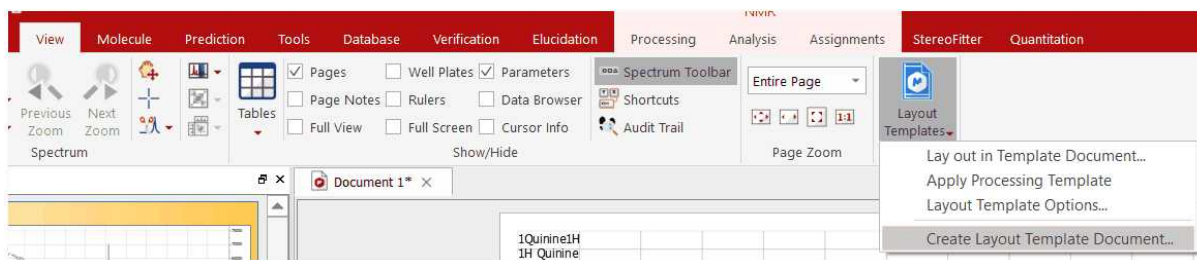 NMR
View Molecule Prediction Tools Database Verification Elucidation Processing Analysis Assignments StereoFitter Quantitation
Pages Well Plates Parameters Spectrum Toolbar Entire Page
Previous Zoom Next Zoom Tables Page Notes Rulers Data Browser Shortcuts 1:1 Layout Templates
Full View Full Screen Cursor Info Audit Trail
Spectrum Show/Hide Page Zoom
Lay out in Template Document...
Apply Processing Template
Layout Template Options...
Create Layout Template Document...
Document 1*
1Quinine1H
1H Quinine